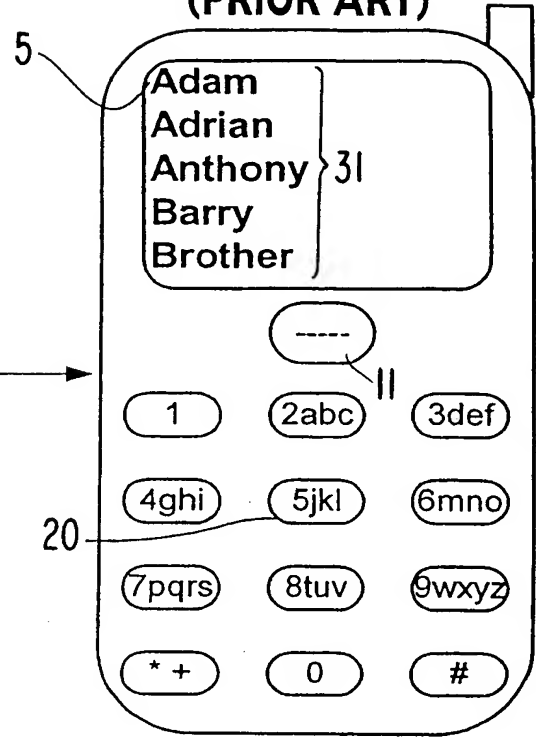 (PRIOR ART)
5
Adam
Adrian
Anthony
Barry
Brother
31
-----
11
1 2abc 3def
4ghi 5jkl 6mno
20
7pqrs 8tuv 9wxyz
* + 0 #